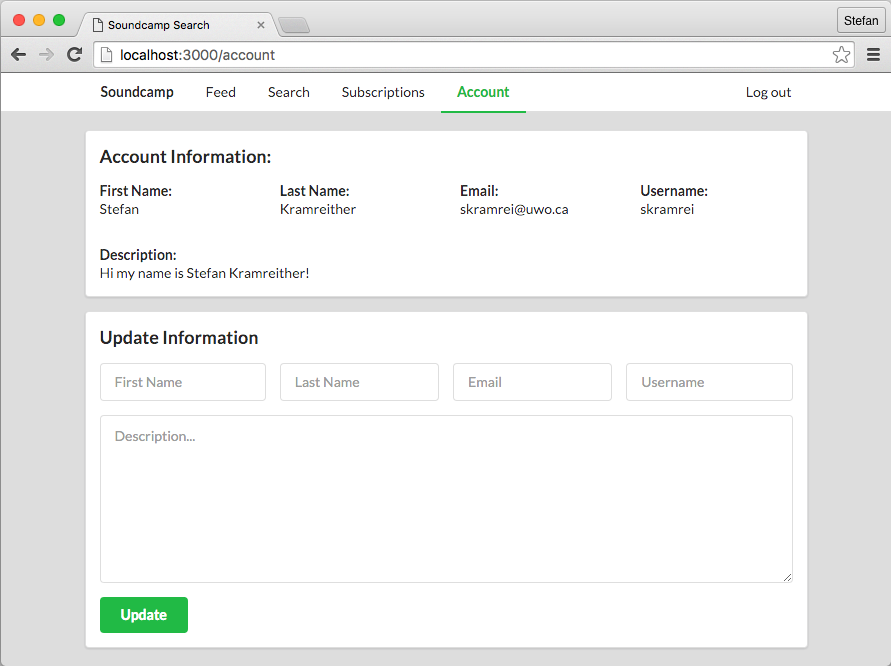 Soundcamp Search
Stefan
localhost:3000/account
Soundcamp Feed Search Subscriptions Account Log out
Account Information:
First Name: Last Name: Email: Username:
Stefan Kramreither skramrei@uwo.ca skramrei
Description:
Hi my name is Stefan Kramreither!
Update Information
First Name Last Name Email Username
Description...
Update